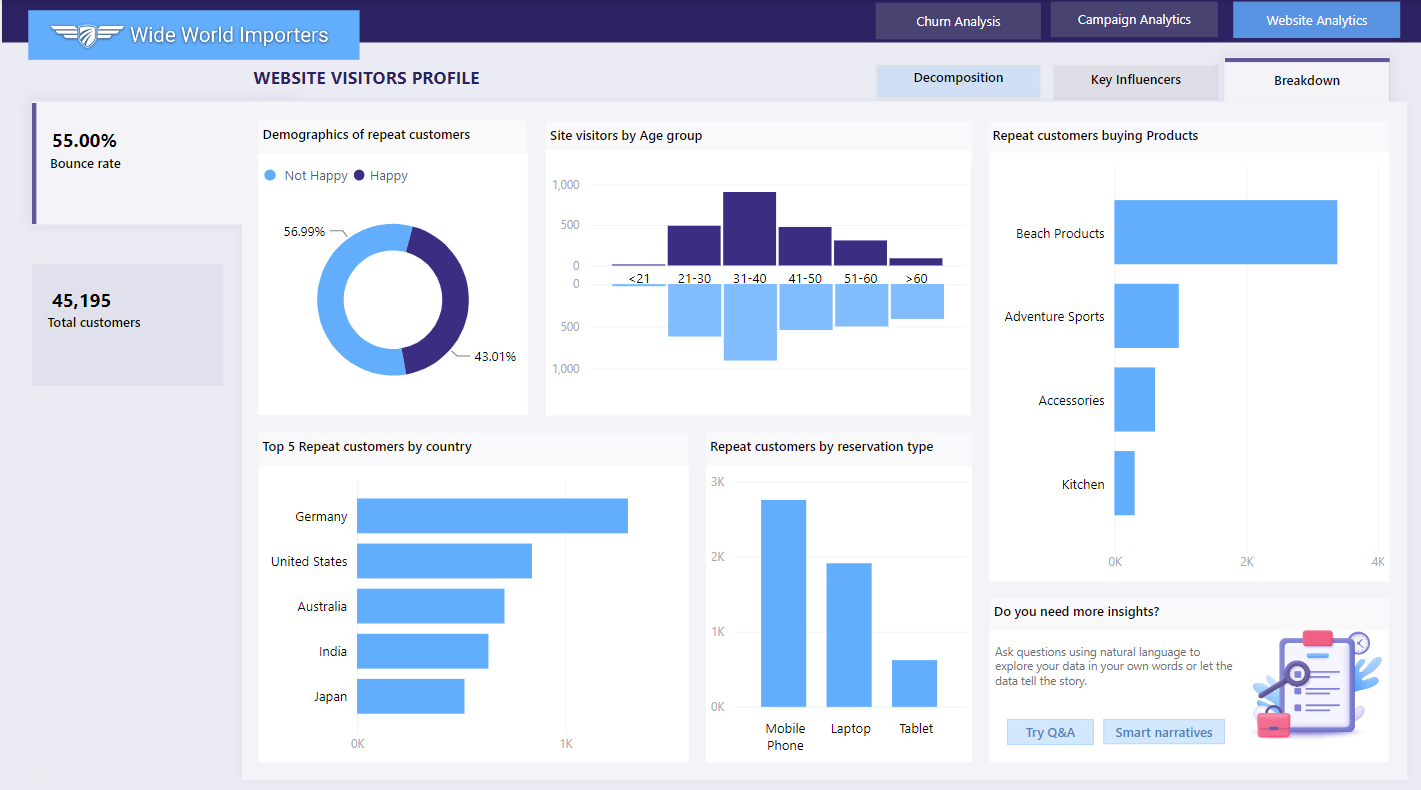 Wide World Importers
Churn Analysis
Campaign Analytics
Website Analytics
WEBSITE VISITORS PROFILE
Decomposition
Key Influencers
Breakdown
55.00%
Bounce rate
45,195
Total customers
Demographics of repeat customers
Not Happy
Happy
56.99%
43.01%
Site visitors by Age group
1,000
500
0
<21 21-30 31-40 41-50 51-60 >60
0
500
1,000
Repeat customers buying Products
Beach Products
Adventure Sports
Accessories
Kitchen
0K 2K 4K
Top 5 Repeat customers by country
Germany
United States
Australia
India
Japan
0K 1K
Repeat customers by reservation type
3K
2K
1K
0K
Mobile
Phone
Laptop
Tablet
Do you need more insights?
Ask questions using natural language to
explore your data in your own words or let the
data tell the story.
Try Q&A
Smart narratives